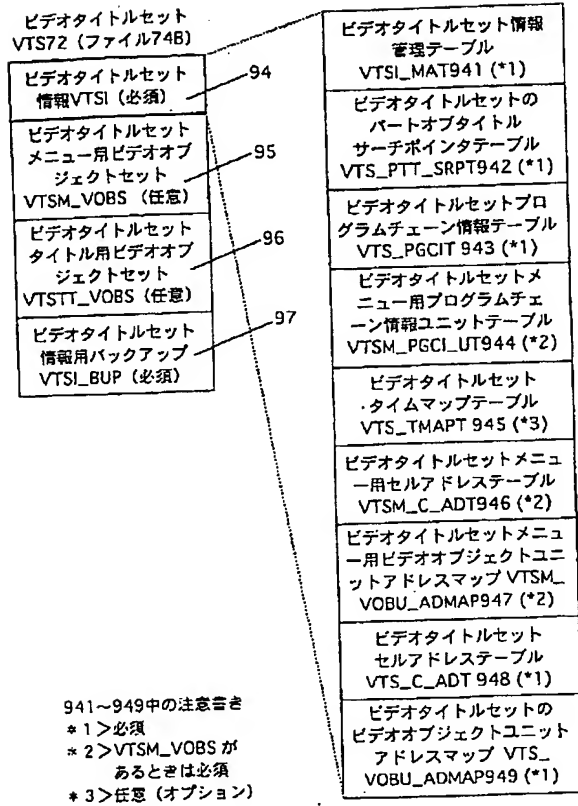 ビデオタイトルセット
VTS72（ファイル74B）
ビデオタイトルセット
情報VTSI（必須）
94
ビデオタイトルセット
メニュー用ビデオオブ
ジェクトセット
VTSM_VOBS（任意）
95
ビデオタイトルセット
タイトル用ビデオオブ
ジェクトセット
VTSTT_VOBS（任意）
96
ビデオタイトルセット
情報用バックアップ
VTSI_BUP（必須）
97
ビデオタイトルセット情報
管理テーブル
VTSI_MAT941 (*1)
ビデオタイトルセットの
パートオブタイトル
サーチポインタテーブル
VTS_PTT_SRPT942 (*1)
ビデオタイトルセットプロ
グラムチェーン情報テーブル
VTS_PGCIT 943 (*1)
ビデオタイトルセットメ
ニュー用プログラムチェ
ーン情報ユニットテーブル
VTSM_PGCI_UT944 (*2)
ビデオタイトルセット
・タイムマップテーブル
VTS_TMAPT 945 (*3)
ビデオタイトルセットメニュ
ー用セルアドレステーブル
VTSM_C_ADT946 (*2)
ビデオタイトルセットメニュ
ー用ビデオオブジェクトユニ
ットアドレスマップ VTSM_
VOBU_ADMAP947 (*2)
ビデオタイトルセット
セルアドレステーブル
VTS_C_ADT 948 (*1)
ビデオタイトルセットの
ビデオオブジェクトユニット
アドレスマップ VTS_
VOBU_ADMAP949 (*1)
941～949中の注意書き
*1＞必須
*2＞VTSM_VOBS が
あるときは必須
*3＞任意（オプション）